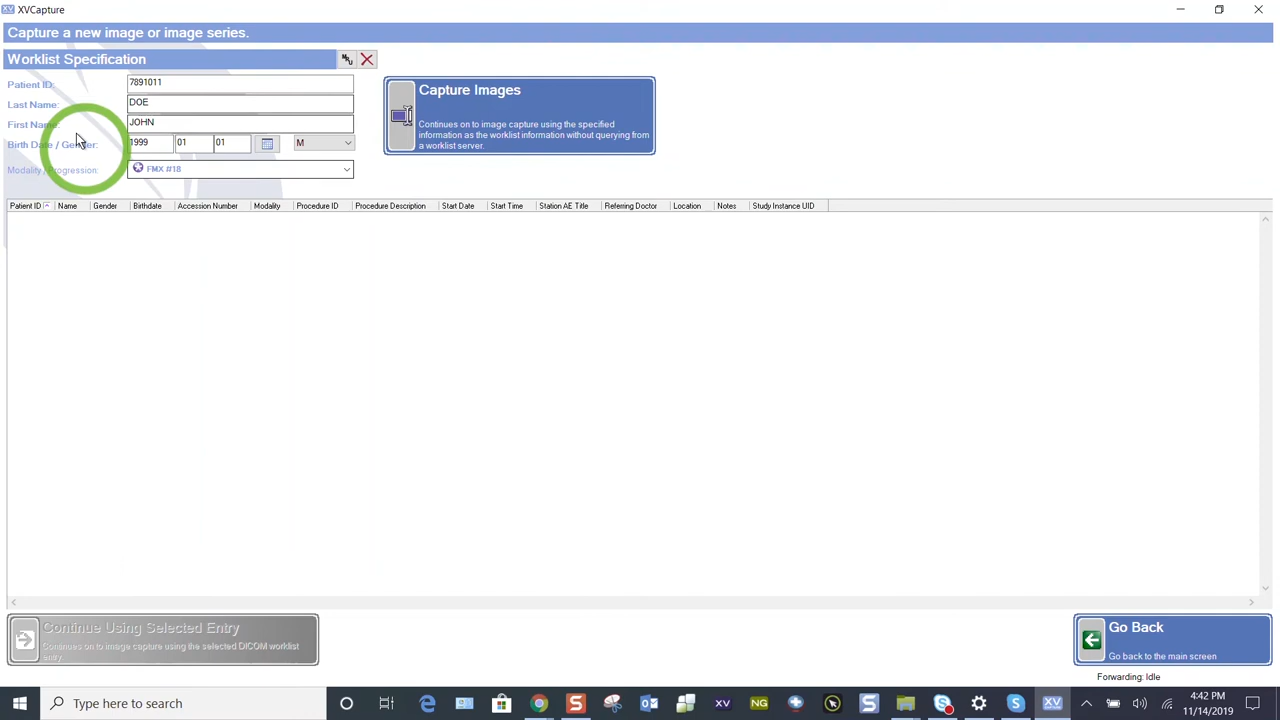 XV XVCapture
Capture a new image or image series.
Worklist Specification
Patient ID: 7891011
Last Name: DOE
First Name: JOHN
Birth Date / Gender: 1999 01 01 M
Modality / Progression: FMX #18
Capture Images
Continues on to image capture using the specified
information as the worklist information without querying from
a worklist server.
Patient ID Name Gender Birthdate Accession Number Modality Procedure ID Procedure Description Start Date Start Time Station AE Title Referring Doctor Location Notes Study Instance UID
Continue Using Selected Entry
Continues on to image capture using the selected DICOM worklist
entry.
Go Back
Go back to the main screen
Forwarding: Idle
Type here to search
XV
NG
XV
4:42 PM
11/14/2019